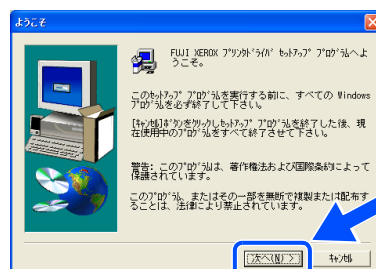 ようこそ
FUJI XEROX ﾌﾟﾘﾝﾀﾄﾞﾗｲﾊﾞ ｾｯﾄｱｯﾌﾟ ﾌﾟﾛｸﾞﾗﾑへよ
うこそ。
このｾｯﾄｱｯﾌﾟ ﾌﾟﾛｸﾞﾗﾑを実行する前に、すべての Windows
ﾌﾟﾛｸﾞﾗﾑを必ず終了して下さい。
[ｷｬﾝｾﾙ]ﾎﾞﾀﾝをｸﾘｯｸしｾｯﾄｱｯﾌﾟ ﾌﾟﾛｸﾞﾗﾑを終了した後、現
在使用中のﾌﾟﾛｸﾞﾗﾑをすべて終了させて下さい。
警告: このﾌﾟﾛｸﾞﾗﾑは、著作権法および国際条約によって
保護されています。
このﾌﾟﾛｸﾞﾗﾑ、またはその一部を無断で複製または配布す
ることは、法律により禁止されています。
次へ(N) >
ｷｬﾝｾﾙ